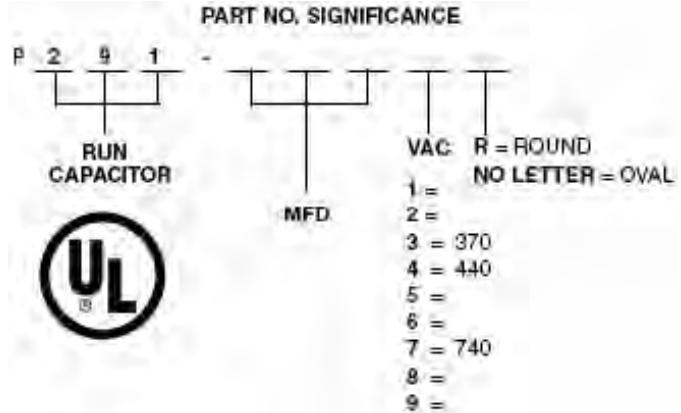 PART NO. SIGNIFICANCE
P 2 9 1 -
RUN
CAPACITOR
MFD
VAC
R = ROUND
NO LETTER = OVAL
1 =
2 =
3 = 370
4 = 440
5 =
6 =
7 = 740
8 =
9 =
UL
®